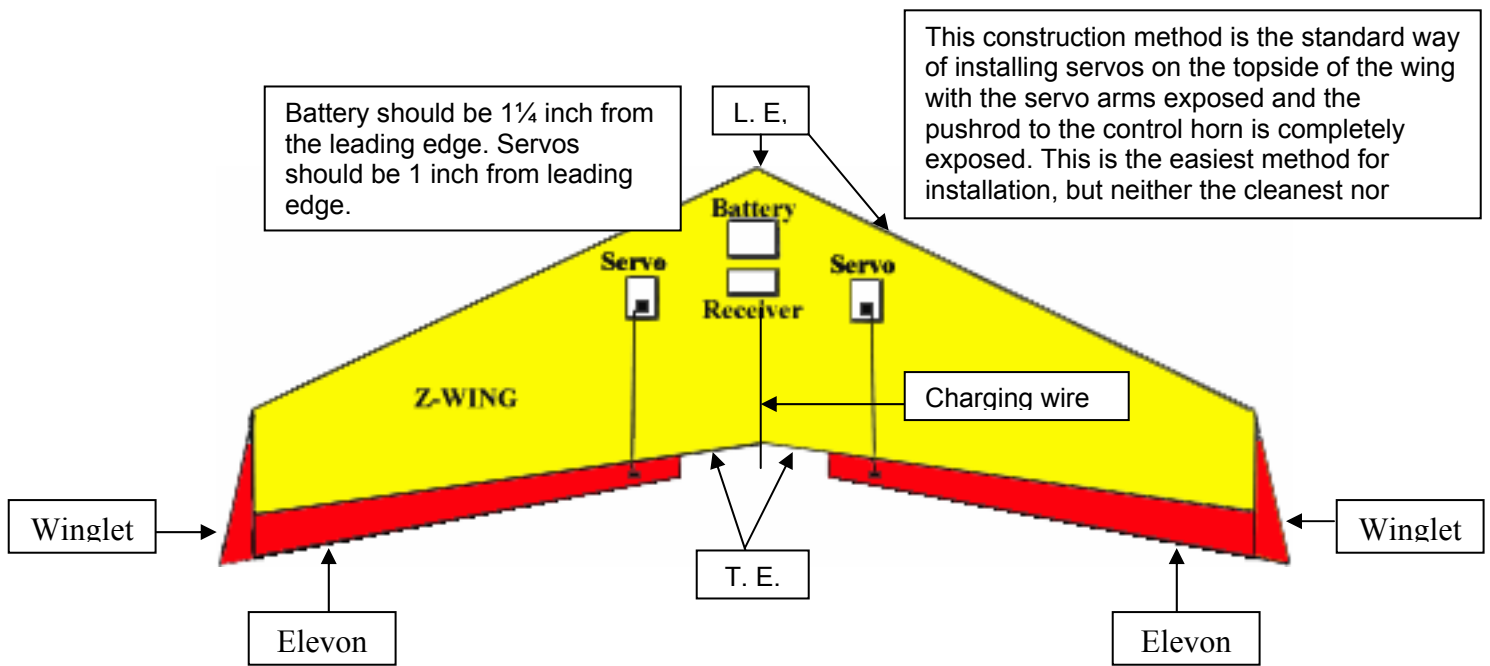 This construction method is the standard way
of installing servos on the topside of the wing
with the servo arms exposed and the
pushrod to the control horn is completely
exposed. This is the easiest method for
installation, but neither the cleanest nor
Battery should be 1¼ inch from
the leading edge. Servos
should be 1 inch from leading
edge.
L. E,
Battery
Servo
Servo
Receiver
Z-WING
Charging wire
Winglet
Winglet
T. E.
Elevon
Elevon